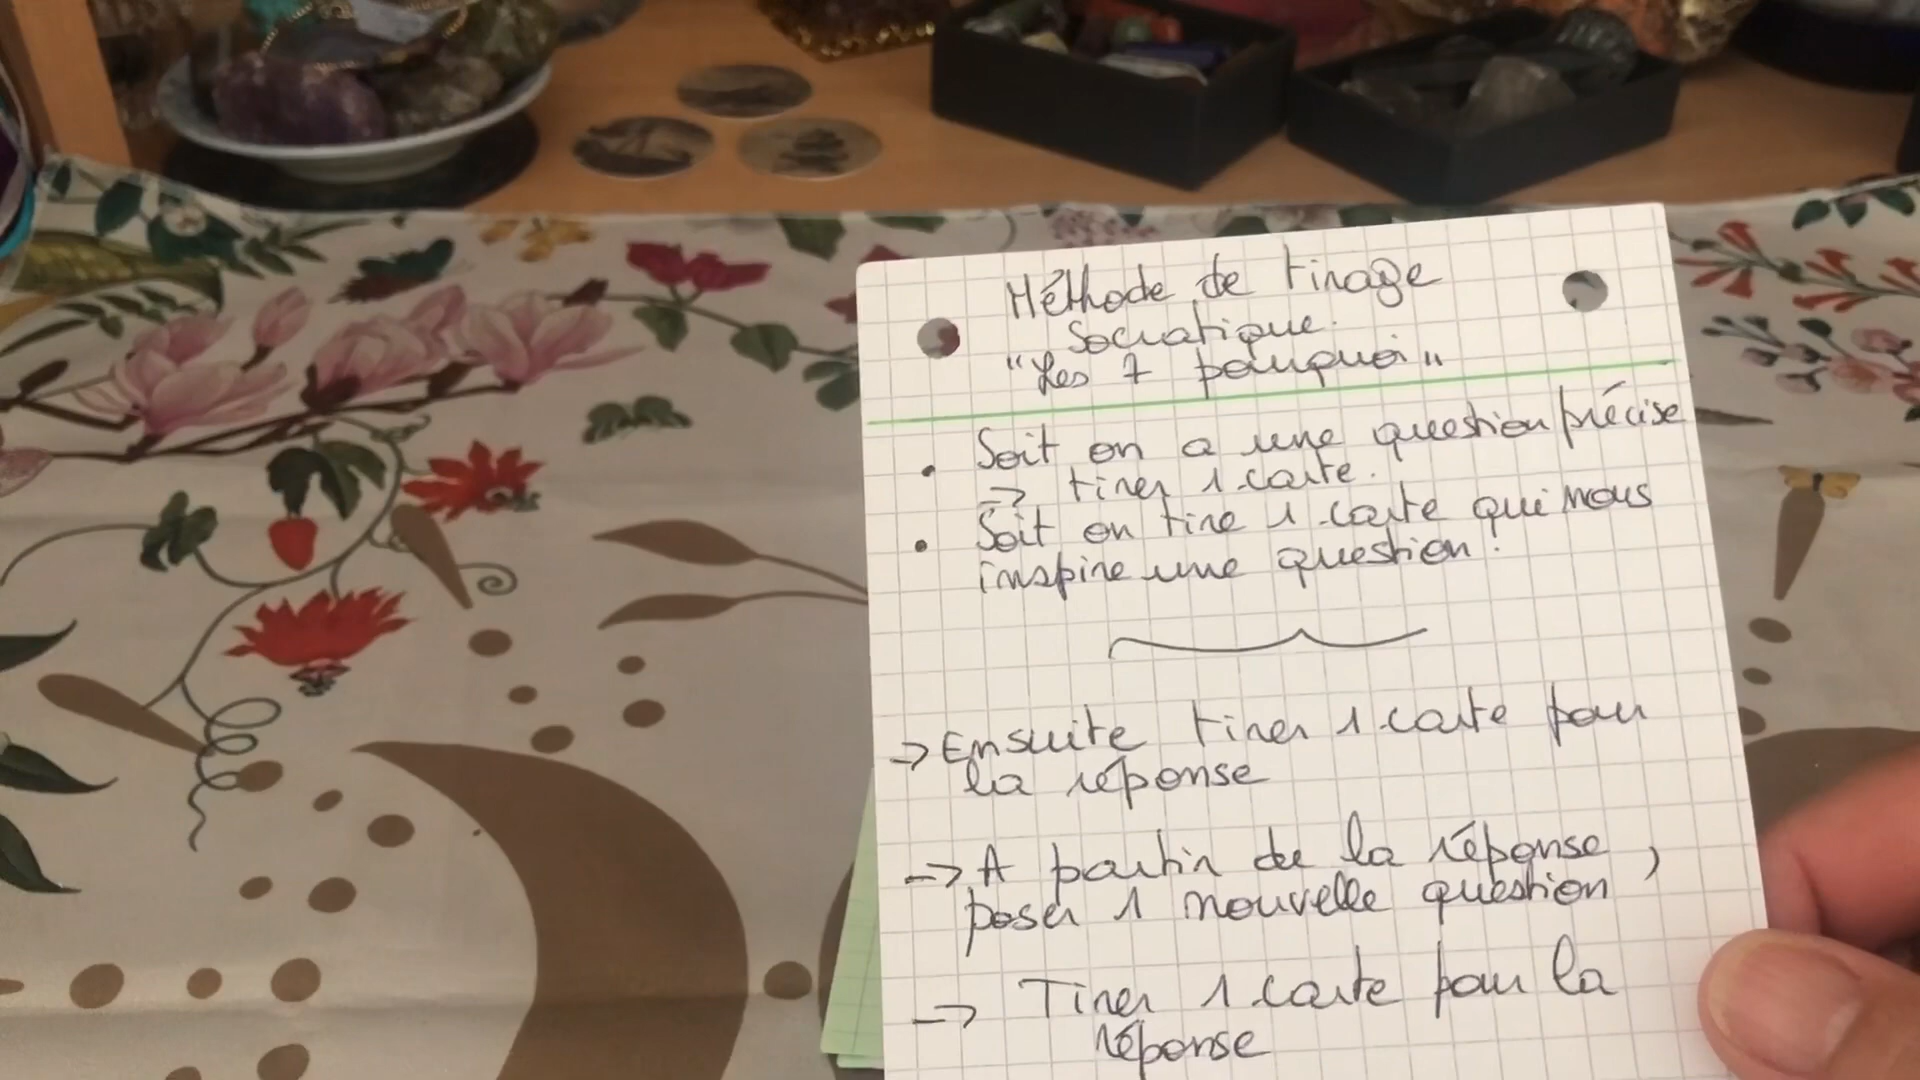 Méthode de tirage
Socratique.
"Les 7 pourquoi"
• Soit on a une question précise
=> tirer 1 carte.
• Soit on tire 1 carte qui nous
inspire une question!
-> Ensuite tirer 1 carte pour
la réponse
-> A partir de la réponse,
poser 1 nouvelle question
-> Tirer 1 carte pour la
réponse